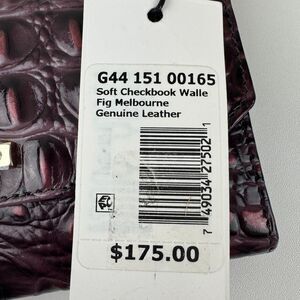 G44 151 00165
Soft Checkbook Walle
Fig Melbourne
Genuine Leather
7 49034 27502 1
$175.00